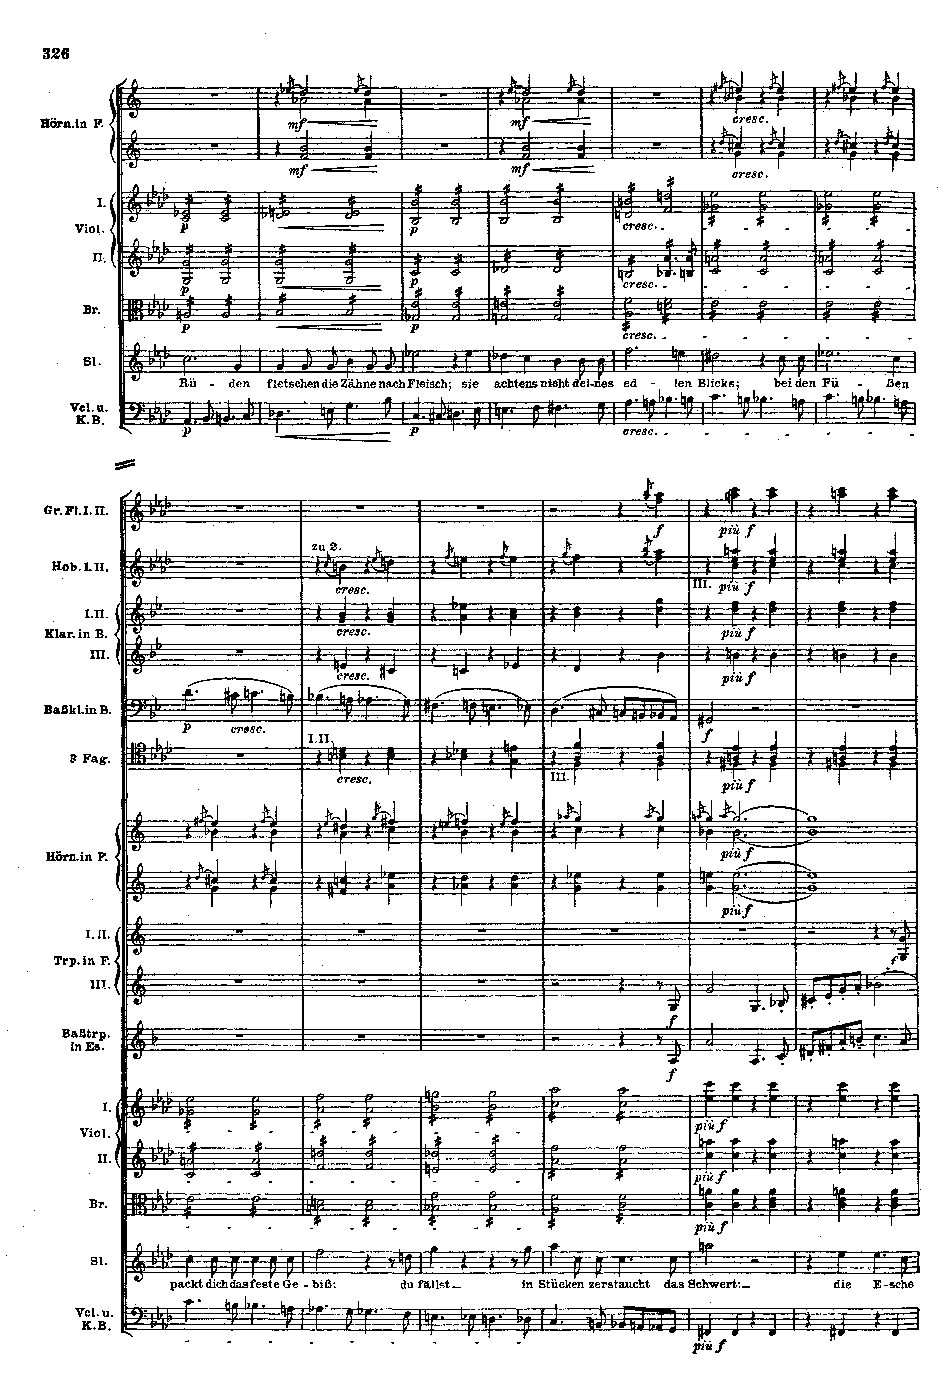 326
Hörn. in F.
mf mf cresc.
mf mf cresc.
I.
p p cresc.
Viol.
II.
p p cresc.
Br.
p p cresc.
Sl.
Rü - den fletschen die Zähne nach Fleisch; sie achtens nicht des ed - len Blicks; bei den Fü - ßen
Vcl. u. K.B.
p p cresc.
Gr. Fl. I. II.
f più f
Hob. I. II.
zu 2.
cresc. III. più f
I.II.
cresc. più f
Klar. in B.
III.
cresc. più f
Baßkl. in B.
p cresc. f
3 Fag.
I.II.
cresc. III. più f
Hörn. in F.
più f
più f
I.II.
f
Trp. in F.
III.
f
Baßtrp. in Es.
f
I.
più f
Viol.
II.
più f
Br.
più f
Sl.
packt dich das feste Ge - biß: du fällst in Stücken zerstaucht das Schwert: die E - sche
Vcl. u. K.B.
più f